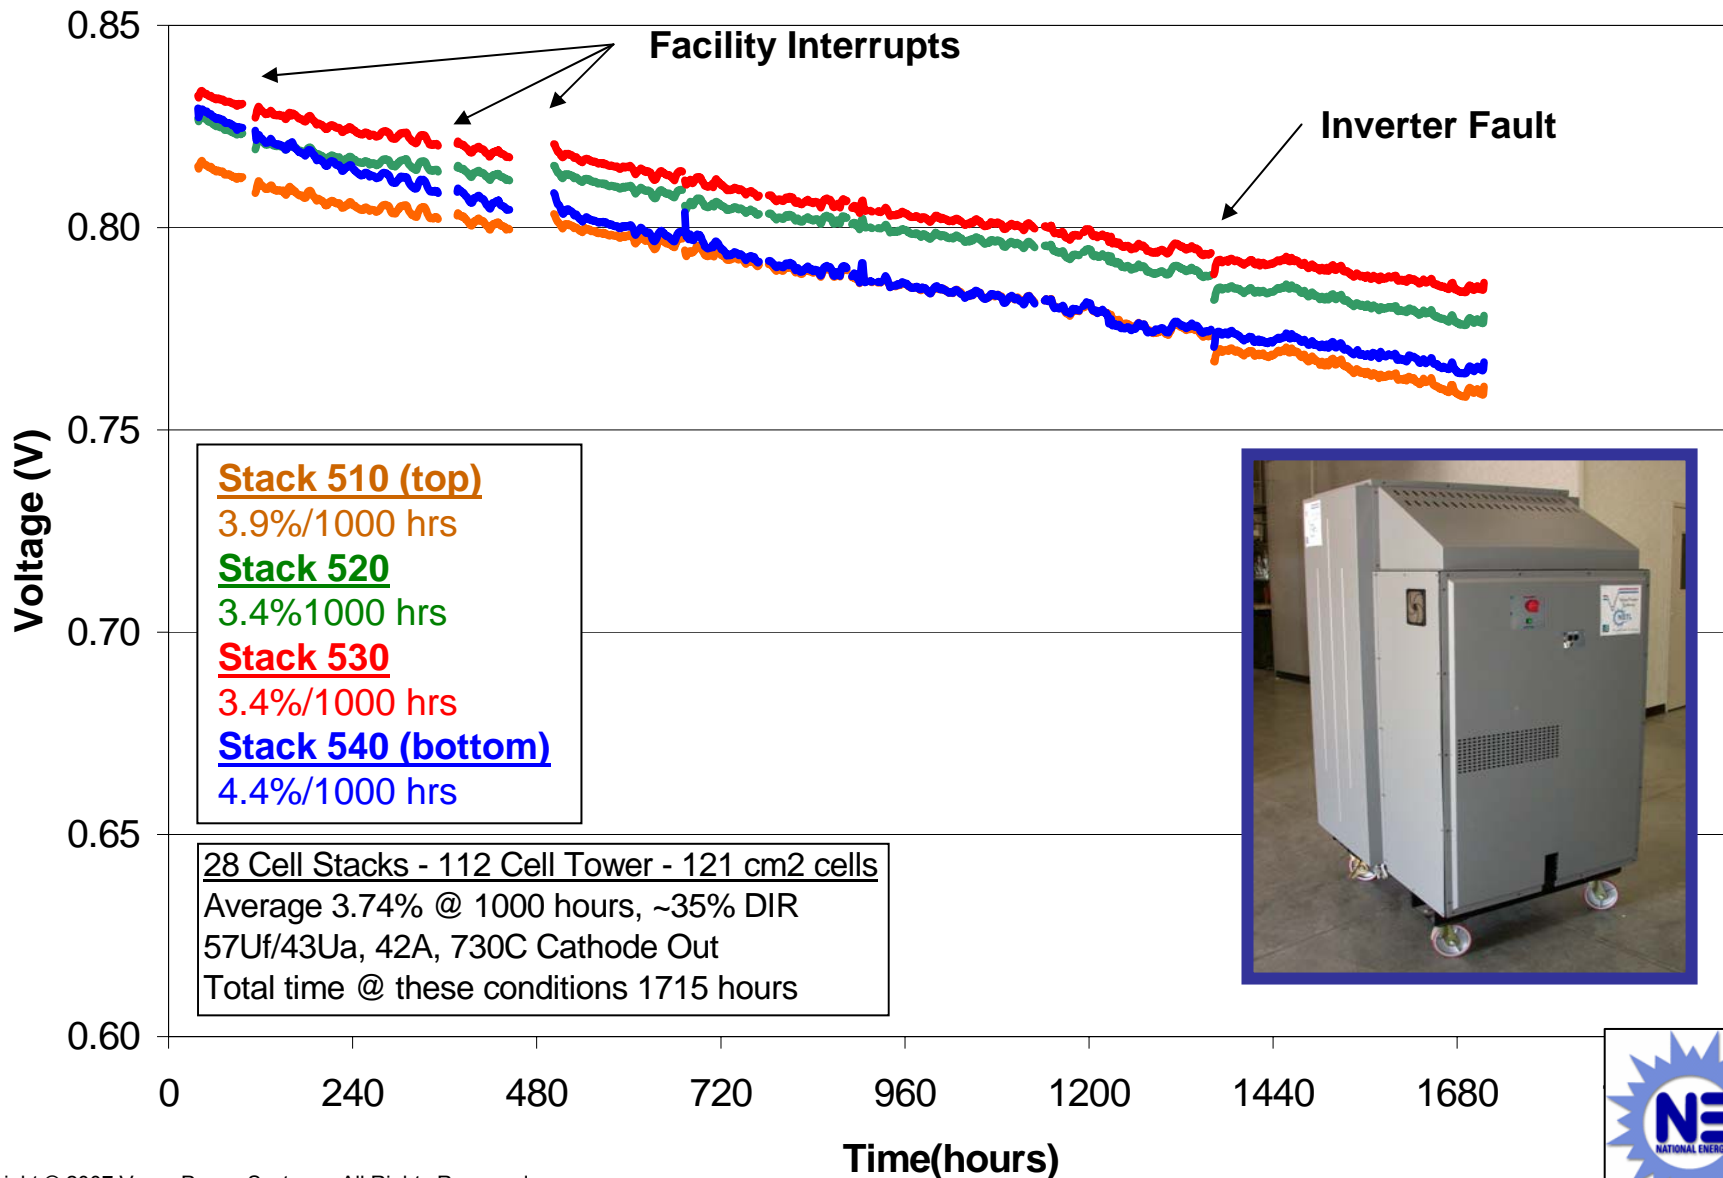 0.85
Facility Interrupts
Inverter Fault
0.80
0.75
0.70
0.65
0.60
Voltage (V)
Stack 510 (top)
3.9%/1000 hrs
Stack 520
3.4%1000 hrs
Stack 530
3.4%/1000 hrs
Stack 540 (bottom)
4.4%/1000 hrs
28 Cell Stacks - 112 Cell Tower - 121 cm2 cells
Average 3.74% @ 1000 hours, ~35% DIR
57Uf/43Ua, 42A, 730C Cathode Out
Total time @ these conditions 1715 hours
0 240 480 720 960 1200 1440 1680
Time(hours)
NATIONAL